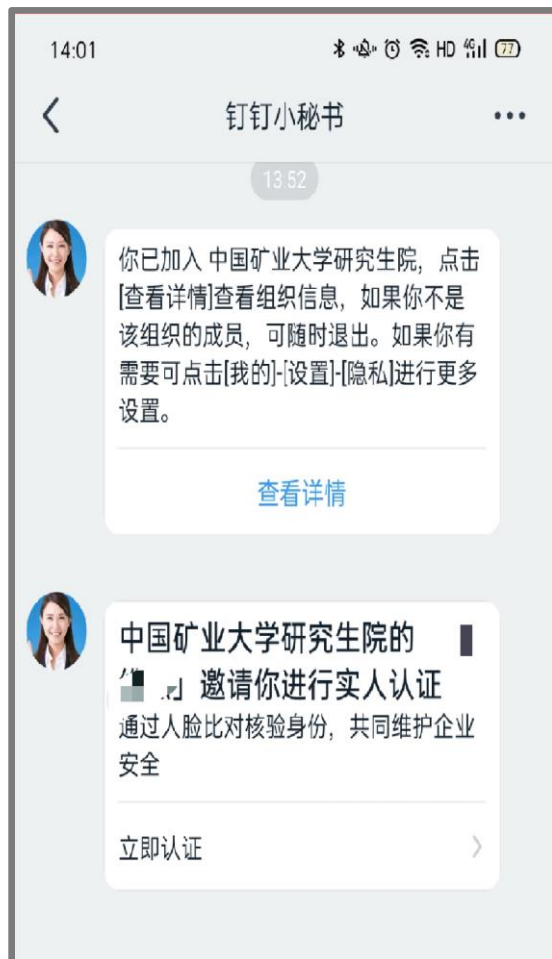 14:01
HD 4G 77
钉钉小秘书
13:52
你已加入 中国矿业大学研究生院，点击
[查看详情]查看组织信息，如果你不是
该组织的成员，可随时退出。如果你有
需要可点击[我的]-[设置]-[隐私]进行更多
设置。
查看详情
中国矿业大学研究生院的
」邀请你进行实人认证
通过人脸比对核验身份，共同维护企业
安全
立即认证